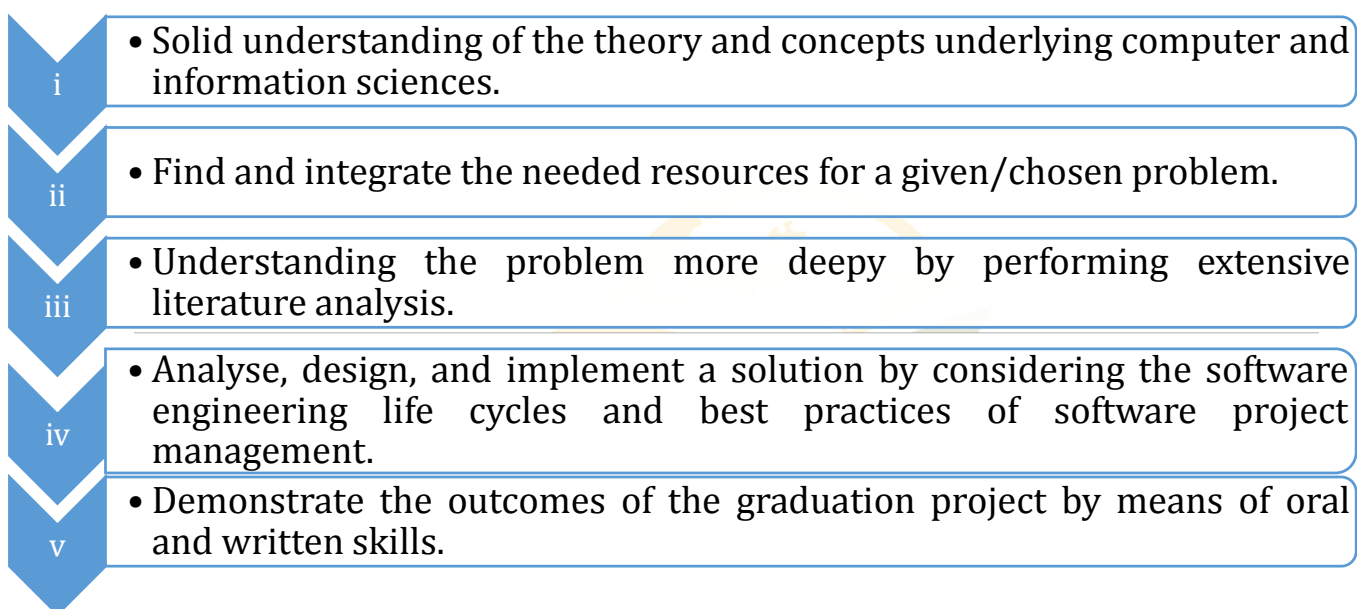 i
• Solid understanding of the theory and concepts underlying computer and
information sciences.
ii
• Find and integrate the needed resources for a given/chosen problem.
iii
• Understanding the problem more deepy by performing extensive
literature analysis.
iv
• Analyse, design, and implement a solution by considering the software
engineering life cycles and best practices of software project
management.
v
• Demonstrate the outcomes of the graduation project by means of oral
and written skills.